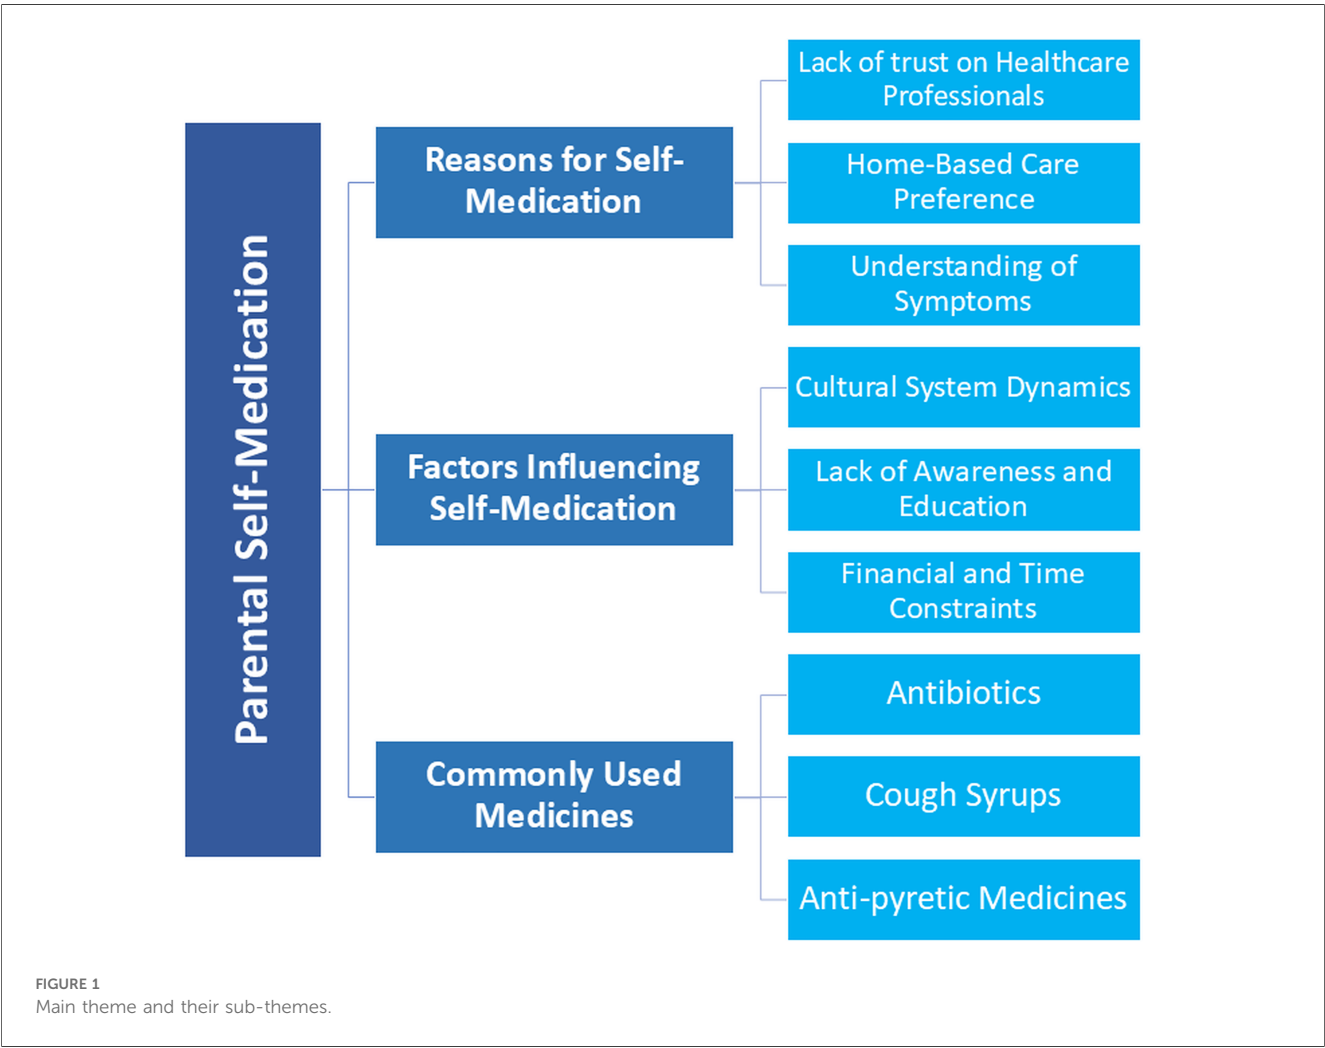 Parental Self-Medication
Reasons for Self-
Medication
Lack of trust on Healthcare
Professionals
Home-Based Care
Preference
Understanding of
Symptoms
Factors Influencing
Self-Medication
Cultural System Dynamics
Lack of Awareness and
Education
Financial and Time
Constraints
Commonly Used
Medicines
Antibiotics
Cough Syrups
Anti-pyretic Medicines
FIGURE 1
Main theme and their sub-themes.